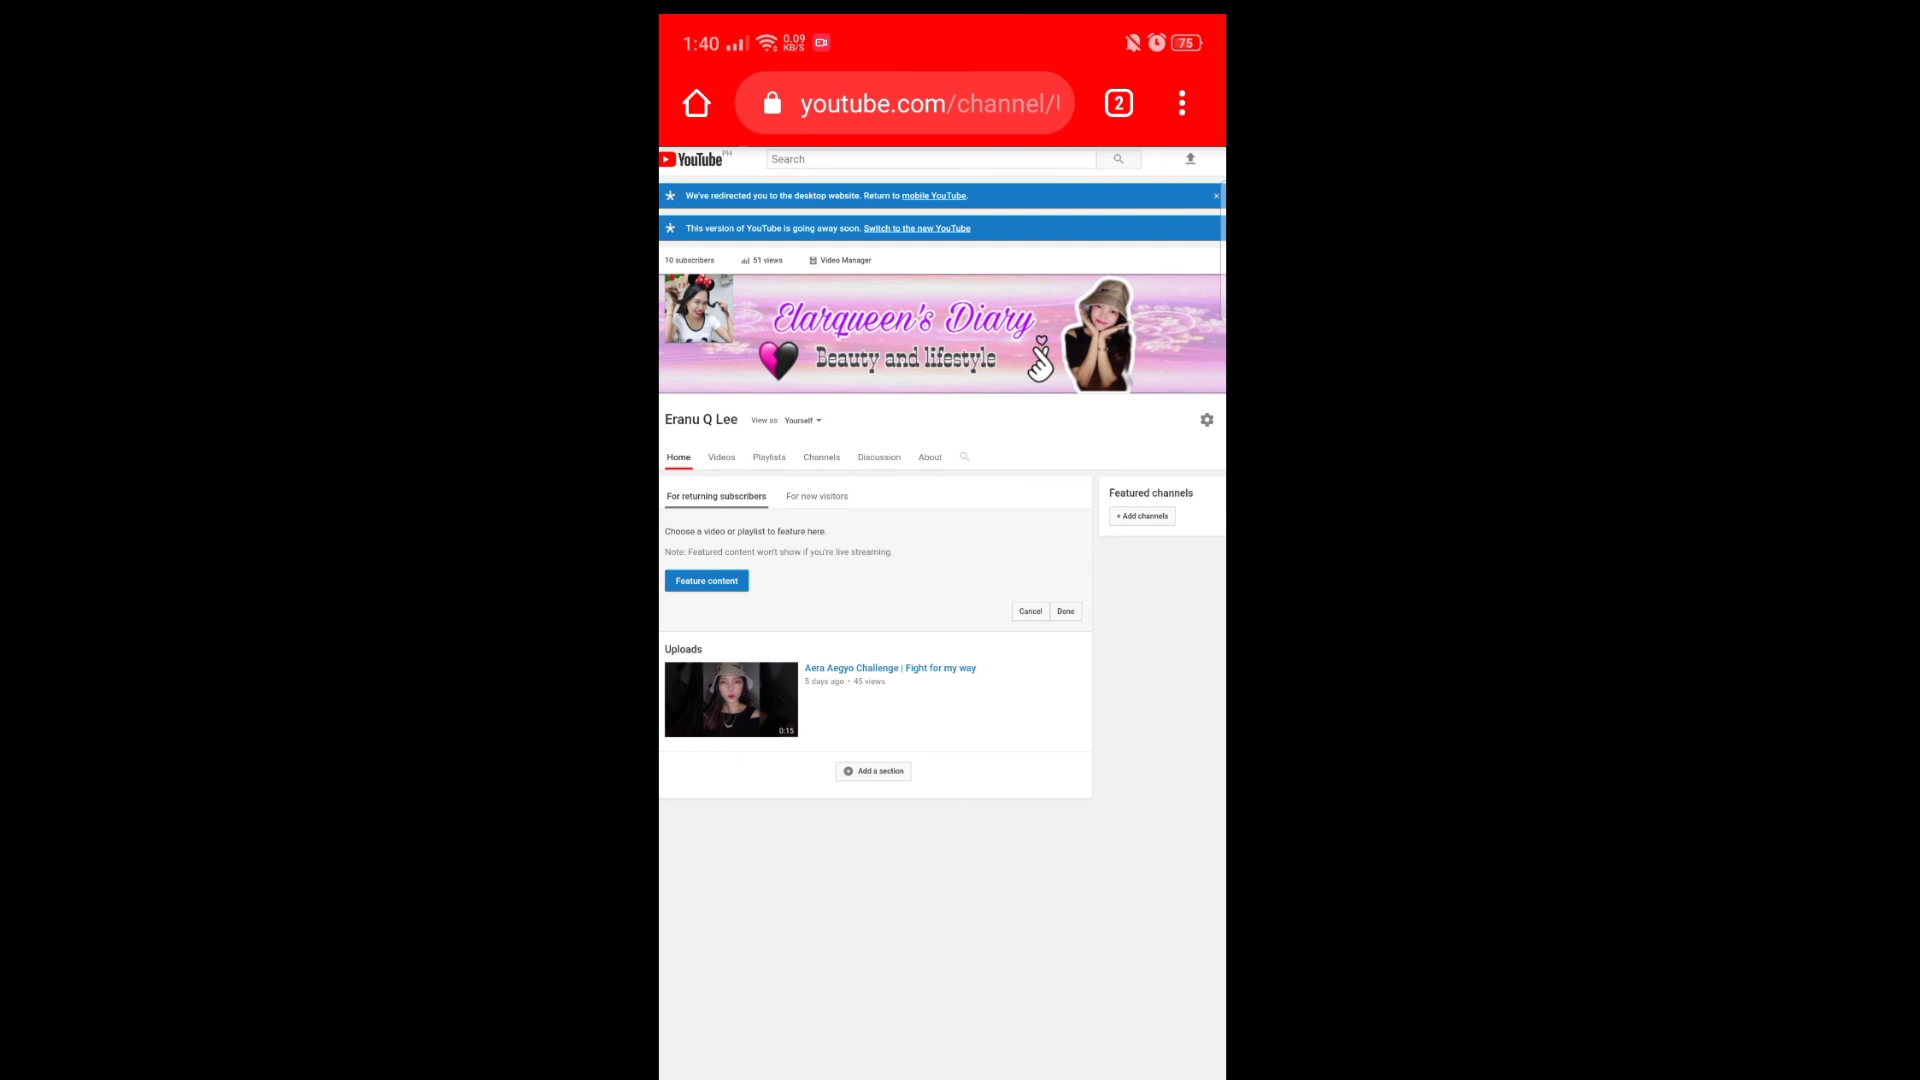 1:40 0.09 KB/S 75
youtube.com/channel/
2
YouTube PH
Search
We've redirected you to the desktop website. Return to mobile YouTube.
×
This version of YouTube is going away soon. Switch to the new YouTube
10 subscribers 51 views Video Manager
Elarqueen's Diary
Beauty and lifestyle
Eranu Q Lee View as: Yourself
Home Videos Playlists Channels Discussion About
For returning subscribers For new visitors
Choose a video or playlist to feature here.
Note: Featured content won't show if you're live streaming.
Feature content
Cancel Done
Featured channels
+ Add channels
Uploads
Aera Aegyo Challenge | Fight for my way
5 days ago • 45 views
0:15
Add a section